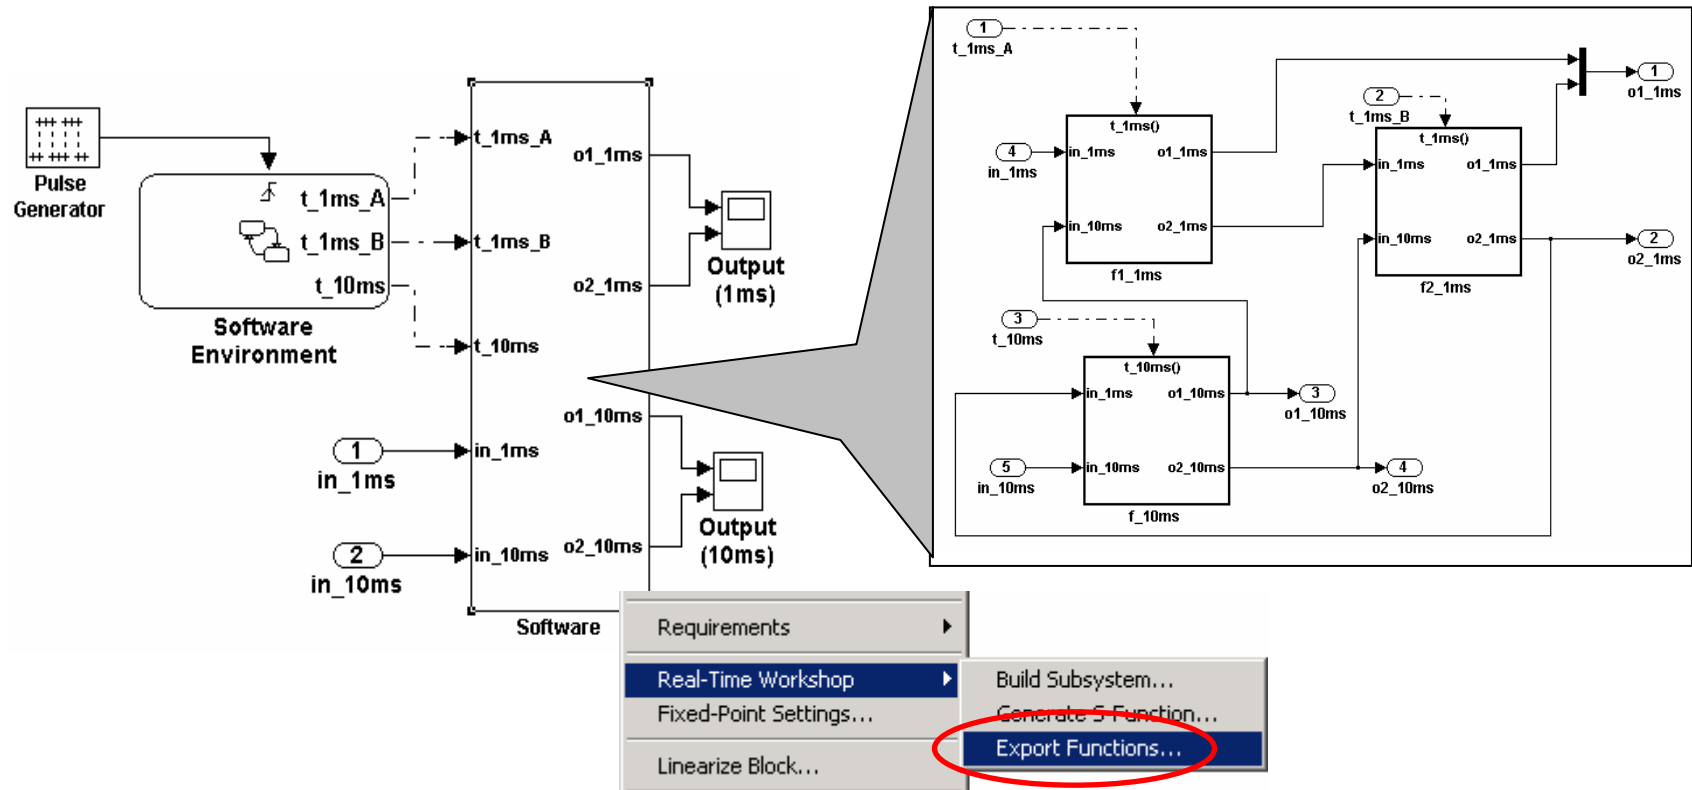 Pulse
Generator
t_1ms_A
t_1ms_B
t_10ms
Software
Environment
t_1ms_A
t_1ms_B
t_10ms
in_1ms
in_10ms
o1_1ms
o2_1ms
o1_10ms
o2_10ms
Software
1
in_1ms
2
in_10ms
Output
(1ms)
Output
(10ms)
1
t_1ms_A
t_1ms()
4
in_1ms
in_1ms
o1_1ms
in_10ms
o2_1ms
f1_1ms
2
t_1ms_B
t_1ms()
in_1ms
o1_1ms
in_10ms
o2_1ms
f2_1ms
1
o1_1ms
2
o2_1ms
3
t_10ms
t_10ms()
in_1ms
o1_10ms
5
in_10ms
in_10ms
o2_10ms
f_10ms
3
o1_10ms
4
o2_10ms
Requirements
Real-Time Workshop
Fixed-Point Settings...
Linearize Block...
Build Subsystem...
Generate S-Function...
Export Functions...